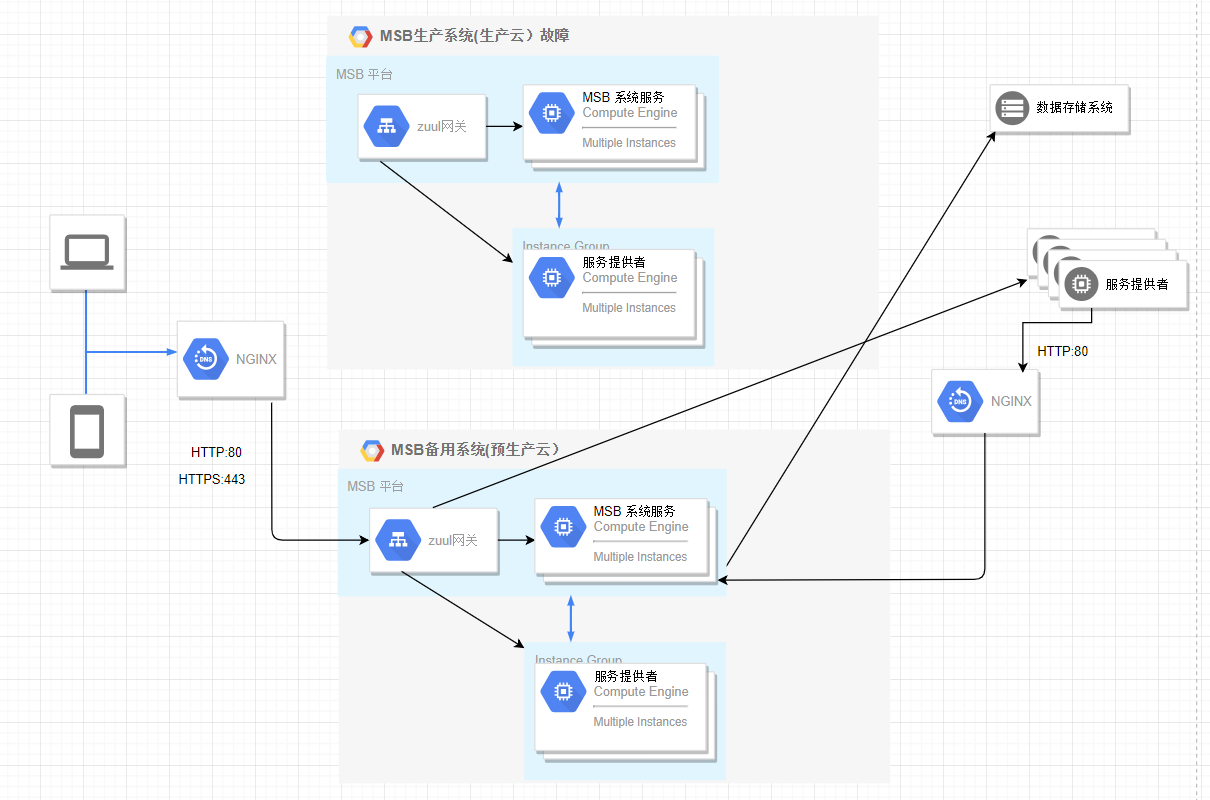 MSB生产系统(生产云）故障
MSB 平台
zuul网关
MSB 系统服务
Compute Engine
Multiple Instances
Instance Group
服务提供者
Compute Engine
Multiple Instances
数据存储系统
服务提供者
HTTP:80
NGINX
DNS
NGINX
DNS
HTTP:80
HTTPS:443
MSB备用系统(预生产云）
MSB 平台
zuul网关
MSB 系统服务
Compute Engine
Multiple Instances
Instance Group
服务提供者
Compute Engine
Multiple Instances